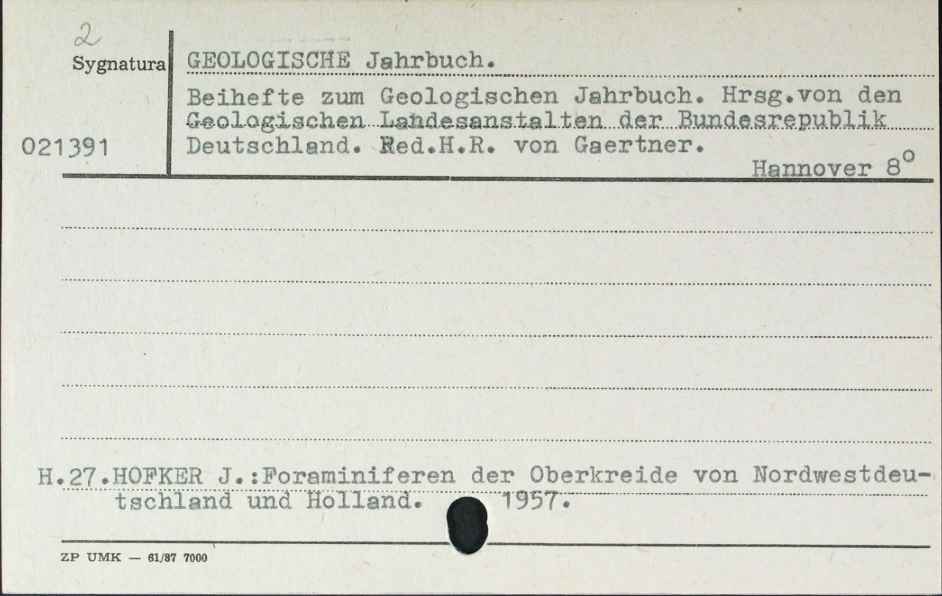 2
Sygnatura
GEOLOGISCHE Jahrbuch.
Beihefte zum Geologischen Jahrbuch. Hrsg.von den
Geologischen Landesanstalten der Bundesrepublik
021391
Deutschland. Red.H.R. von Gaertner.
Hannover 8°
H.27.HOFKER J.:Foraminiferen der Oberkreide von Nordwestdeu-
tschland und Holland. 1957.
ZP UMK — 61/87 7000